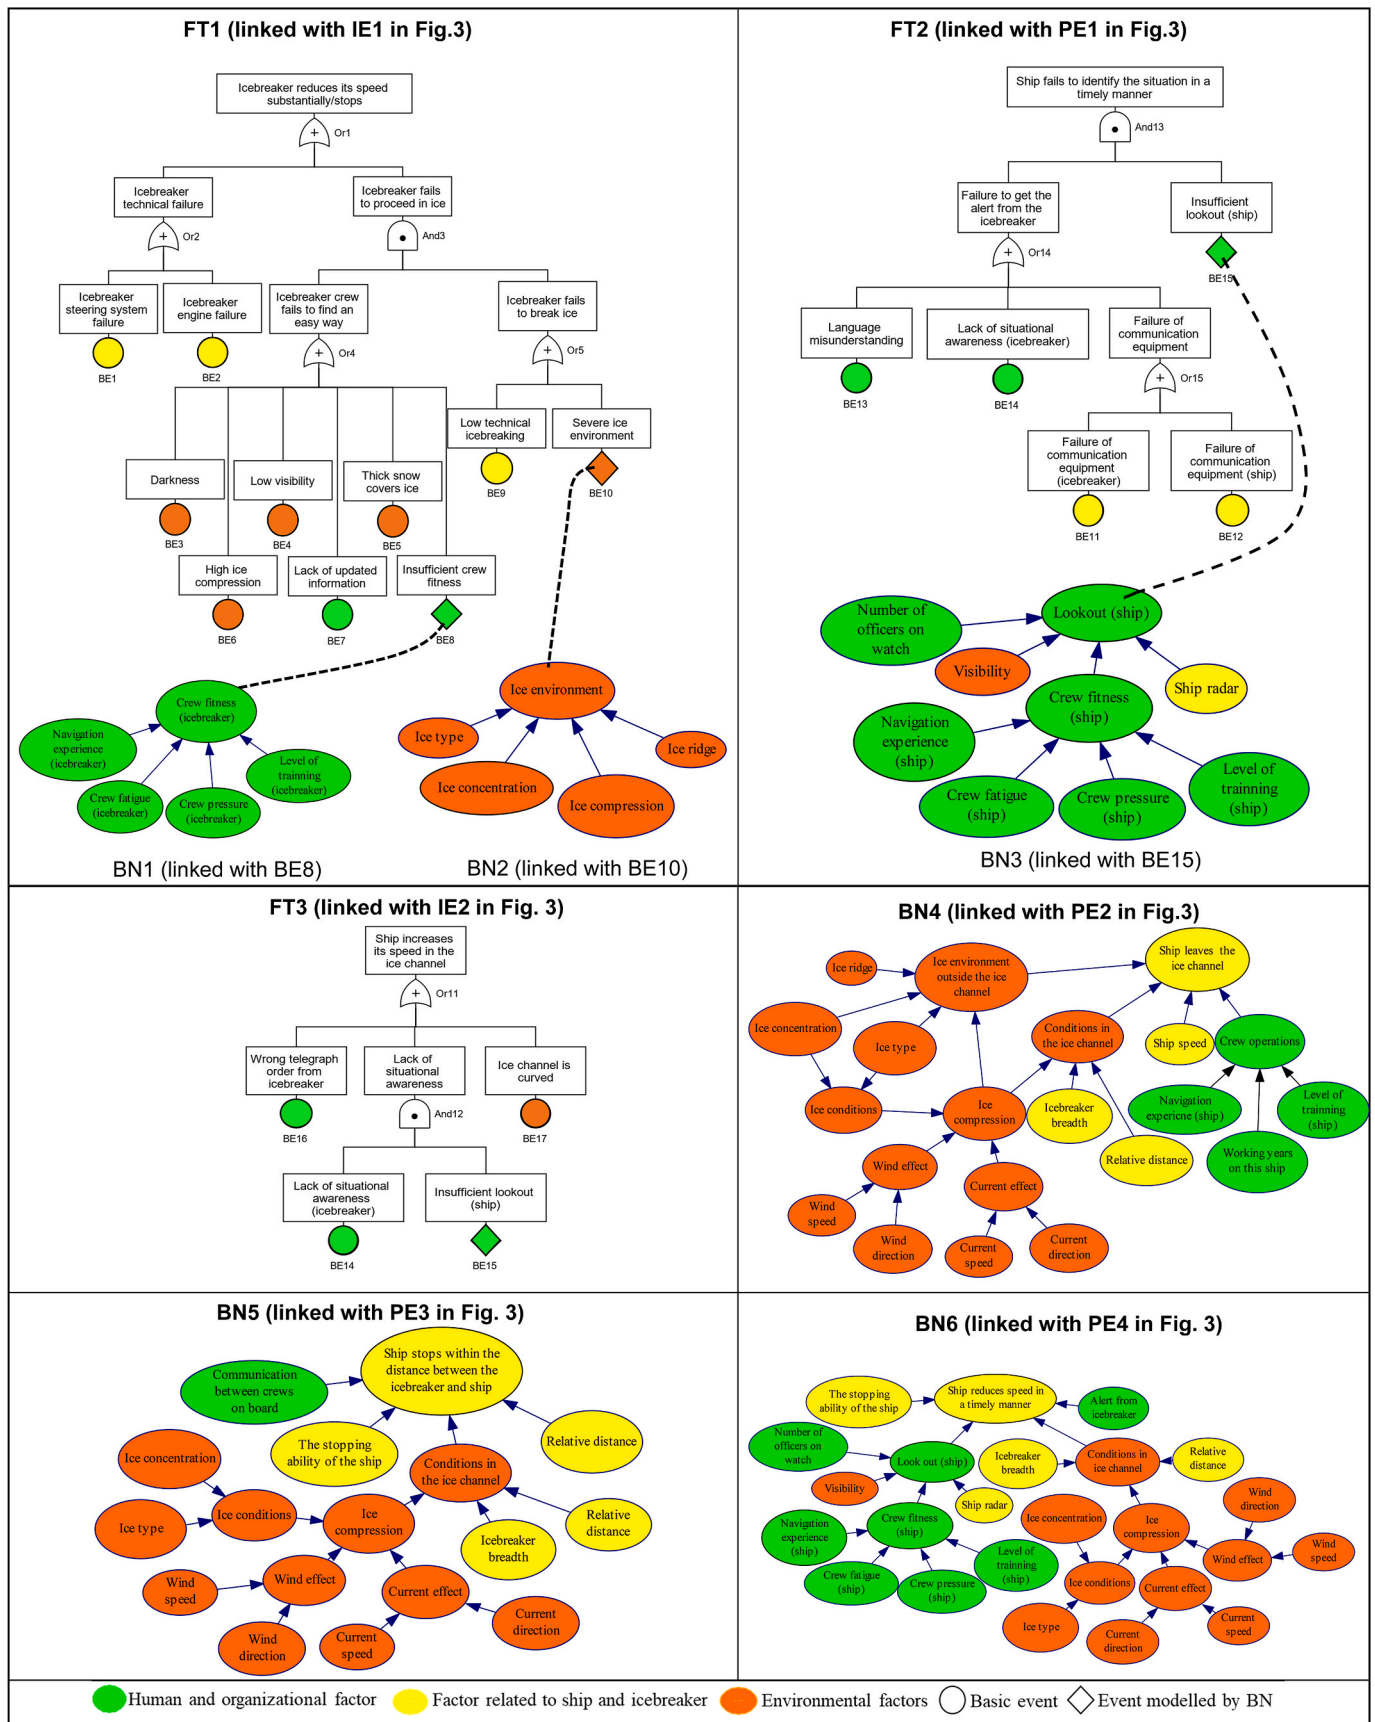 FT1 (linked with IE1 in Fig.3)
Icebreaker reduces its speed
substantially/stops
+
Or1
Icebreaker
technical failure
Icebreaker fails
to proceed in ice
+
Or2
And3
Icebreaker
steering system
failure
Icebreaker
engine failure
Icebreaker crew
fails to find an
easy way
Icebreaker fails
to break ice
BE1
BE2
+
Or4
+
Or5
Low technical
icebreaking
Severe ice
environment
Darkness
Low visibility
Thick snow
covers ice
BE9
BE10
BE3
BE4
BE5
High ice
compression
Lack of updated
information
Insufficient crew
fitness
BE6
BE7
BE8
Crew fitness
(icebreaker)
Navigation
experience
(icebreaker)
Crew fatigue
(icebreaker)
Crew pressure
(icebreaker)
Level of
trainning
(icebreaker)
Ice environment
Ice type
Ice concentration
Ice compression
Ice ridge
BN1 (linked with BE8)
BN2 (linked with BE10)
FT2 (linked with PE1 in Fig.3)
Ship fails to identify the situation in a
timely manner
And13
Failure to get the
alert from the
icebreaker
Insufficient
lookout (ship)
+
Or14
BE15
Language
misunderstanding
Lack of situational
awareness (icebreaker)
Failure of
communication
equipment
BE13
BE14
+
Or15
Failure of
communication
equipment
(icebreaker)
Failure of
communication
equipment (ship)
BE11
BE12
Number of
officers on
watch
Lookout (ship)
Visibility
Ship radar
Crew fitness
(ship)
Navigation
experience
(ship)
Crew fatigue
(ship)
Crew pressure
(ship)
Level of
trainning
(ship)
BN3 (linked with BE15)
FT3 (linked with IE2 in Fig. 3)
Ship increases
its speed in the
ice channel
+
Or11
Wrong telegraph
order from
icebreaker
Lack of
situational
awareness
Ice channel is
curved
BE16
And12
BE17
Lack of situational
awareness
(icebreaker)
Insufficient lookout
(ship)
BE14
BE15
BN4 (linked with PE2 in Fig.3)
Ice ridge
Ice environment
outside the ice
channel
Ship leaves the
ice channel
Ice concentration
Ice type
Conditions in
the ice channel
Ship speed
Crew operations
Ice conditions
Ice
compression
Icebreaker
breadth
Navigation
experience (ship)
Level of
trainning
(ship)
Wind effect
Relative distance
Working years
on this ship
Current effect
Wind
speed
Wind
direction
Current
speed
Current
direction
BN5 (linked with PE3 in Fig. 3)
Ship stops within the
distance between the
icebreaker and ship
Communication
between crews
on board
The stopping
ability of the ship
Relative distance
Ice concentration
Conditions in
the ice channel
Ice type
Ice conditions
Ice
compression
Icebreaker
breadth
Relative
distance
Wind
speed
Wind effect
Current effect
Wind
direction
Current
speed
Current
direction
BN6 (linked with PE4 in Fig. 3)
The stopping
ability of the ship
Ship reduces speed in
a timely manner
Alert from
icebreaker
Number of
officers on
watch
Look out (ship)
Icebreaker
breadth
Conditions in
ice channel
Relative
distance
Visibility
Ship radar
Wind
direction
Navigation
experience
(ship)
Crew fitness
(ship)
Ice concentration
Ice
compression
Wind
speed
Wind effect
Crew fatigue
(ship)
Crew pressure
(ship)
Level of
trainning
(ship)
Ice conditions
Current effect
Ice type
Current
direction
Current
speed
Human and organizational factor
Factor related to ship and icebreaker
Environmental factors
Basic event
Event modelled by BN